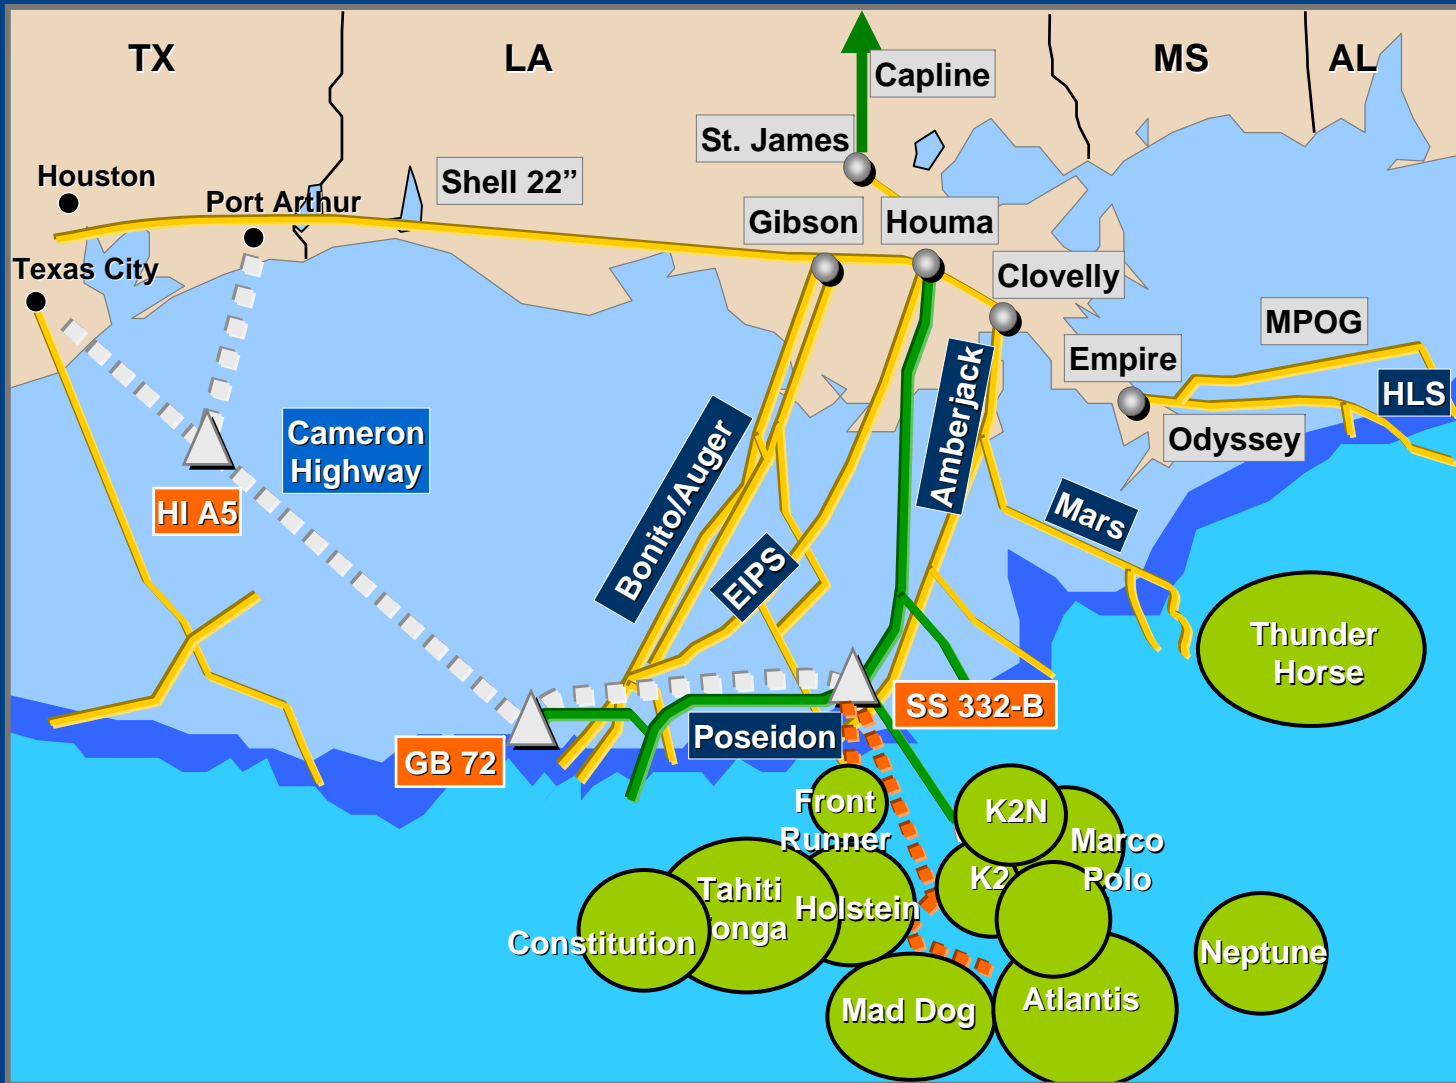 TX
LA
MS
AL
Capline
St. James
Shell 22”
Houston
Port Arthur
Gibson
Houma
Texas City
Clovelly
MPOG
Empire
HLS
Odyssey
Cameron
Highway
Amberjack
Bonito/Auger
HI A5
Mars
EIPS
Thunder
Horse
SS 332-B
Poseidon
GB 72
Front
Runner
K2N
Marco
Polo
K2
Tahiti
Holstein
Constitution
Neptune
Mad Dog
Atlantis